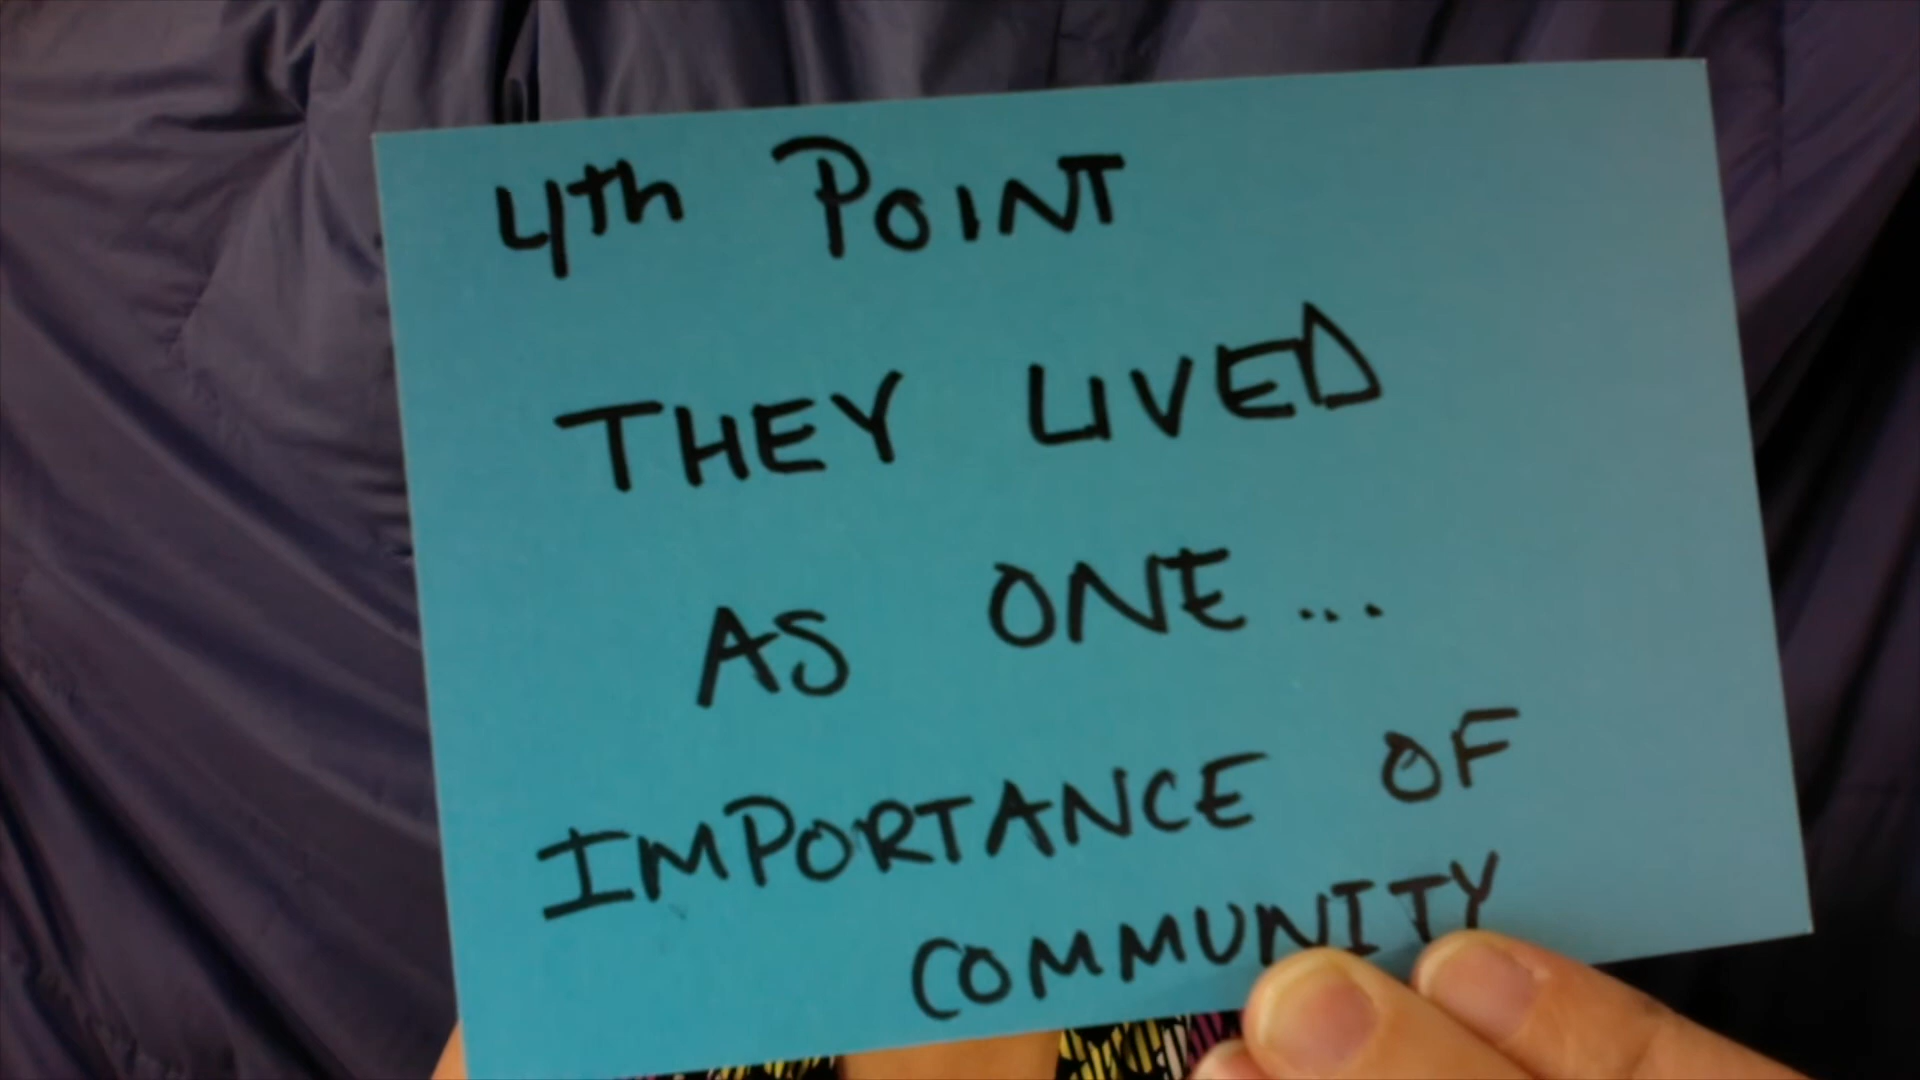 4th POINT
THEY LIVED
AS ONE...
IMPORTANCE OF
COMMUNITY